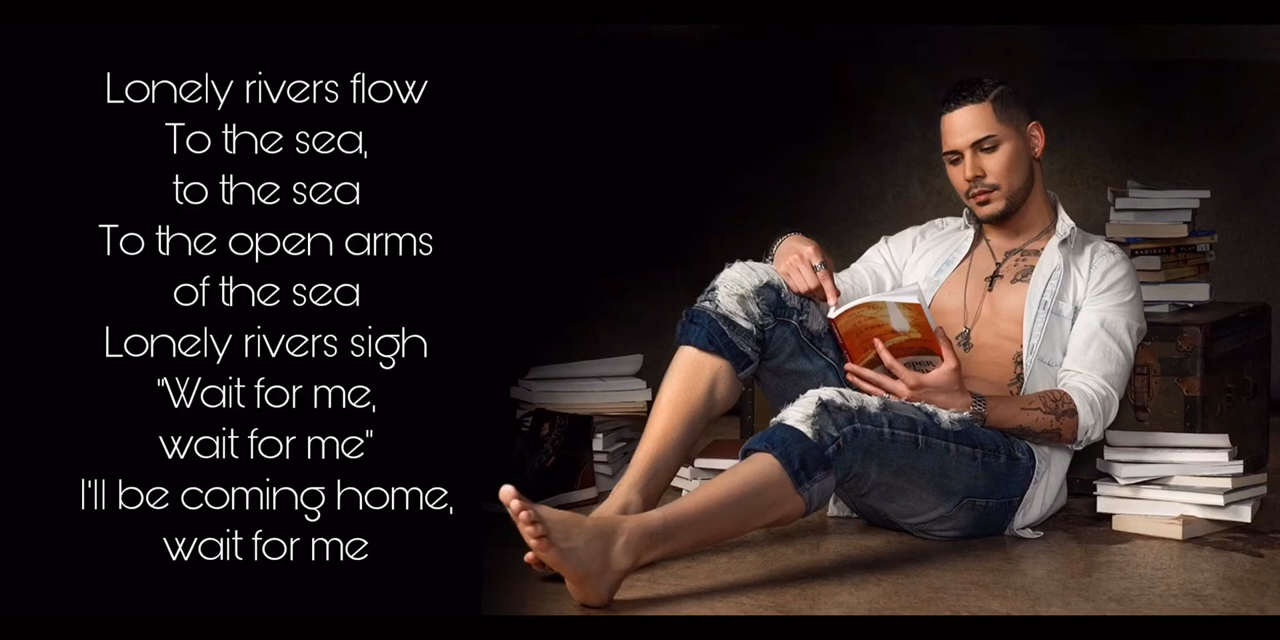 Lonely rivers flow
To the sea,
to the sea
To the open arms
of the sea
Lonely rivers sigh
"Wait for me,
wait for me"
I'll be coming home,
wait for me